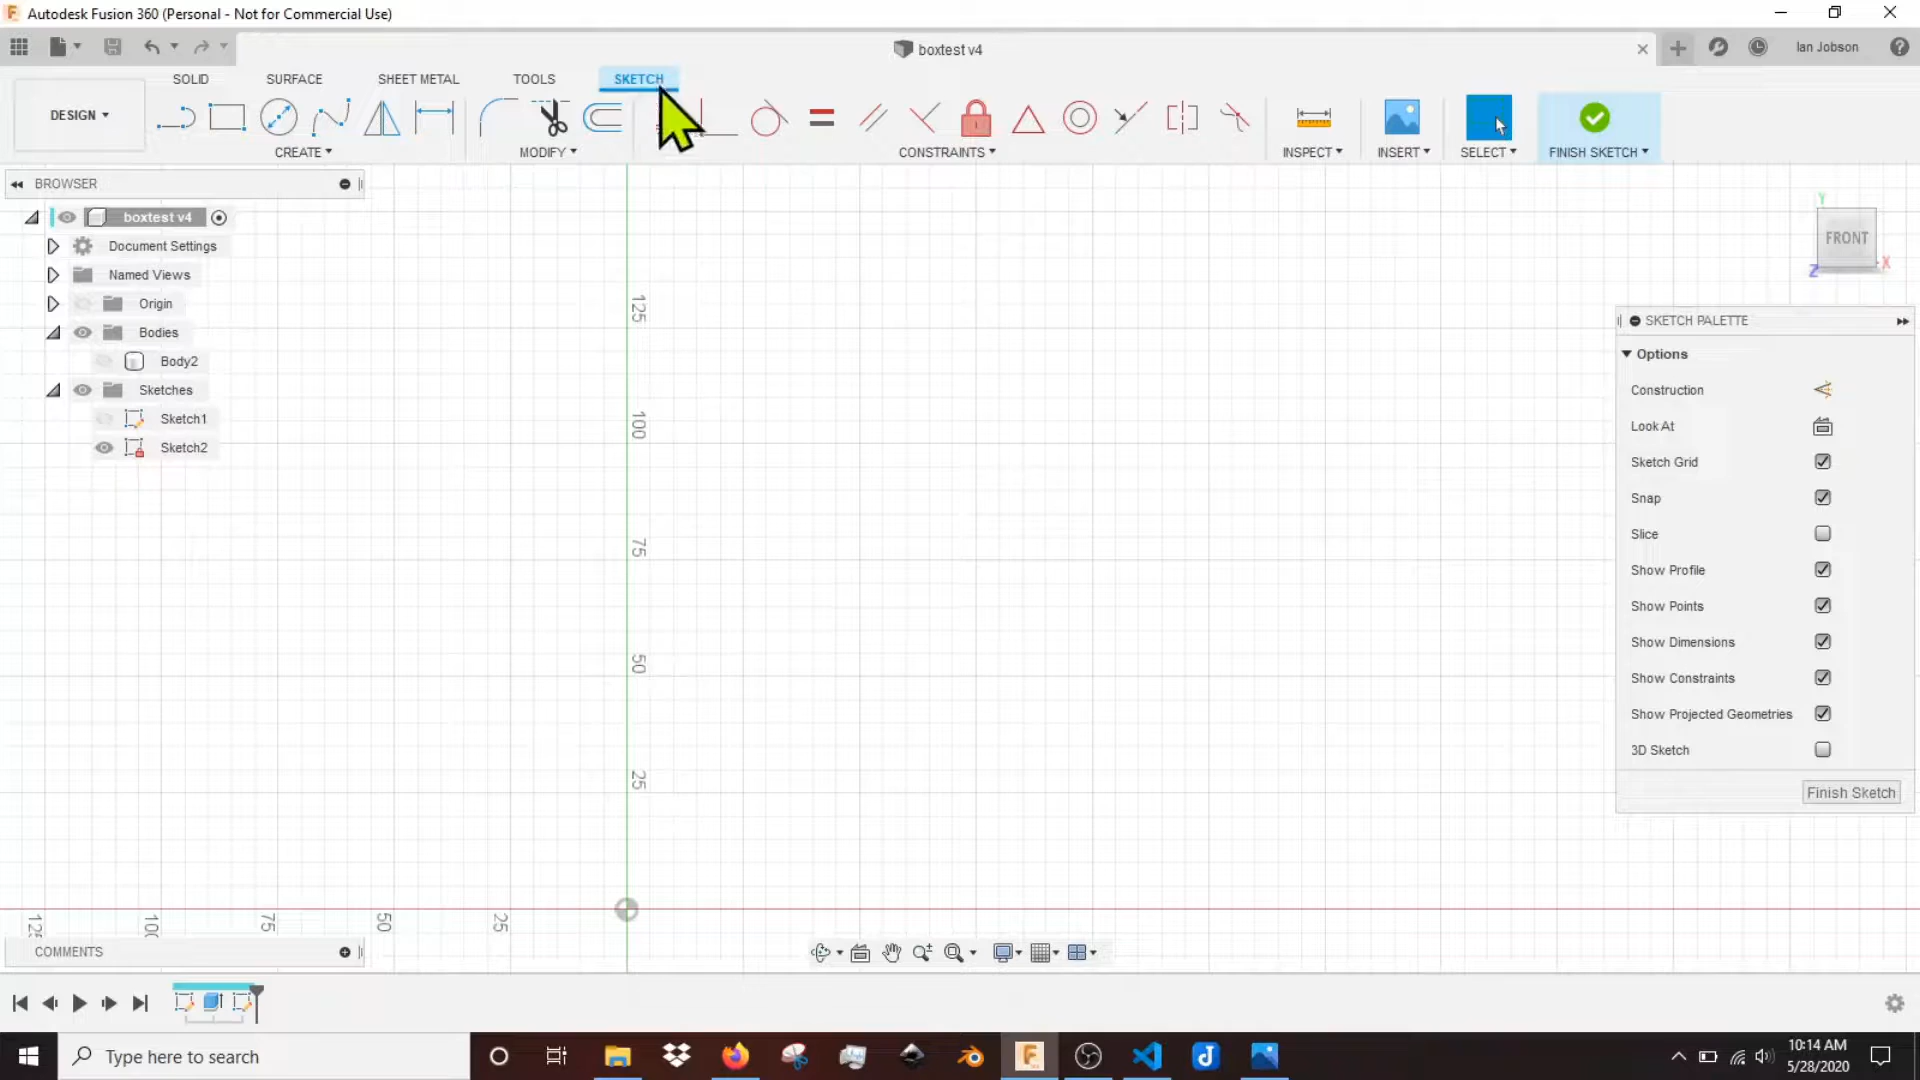 Autodesk Fusion 360 (Personal - Not for Commercial Use)
boxtest v4
Ian Jobson
SOLID
SURFACE
SHEET METAL
TOOLS
SKETCH
DESIGN
CREATE
MODIFY
CONSTRAINTS
INSPECT
INSERT
SELECT
FINISH SKETCH
BROWSER
boxtest v4
Document Settings
Named Views
Origin
Bodies
Body2
Sketches
Sketch1
Sketch2
Y
FRONT
Z
X
SKETCH PALETTE
Options
Construction
Look At
Sketch Grid
Snap
Slice
Show Profile
Show Points
Show Dimensions
Show Constraints
Show Projected Geometries
3D Sketch
Finish Sketch
125
100
75
50
25
75
50
25
COMMENTS
Type here to search
10:14 AM
5/28/2020